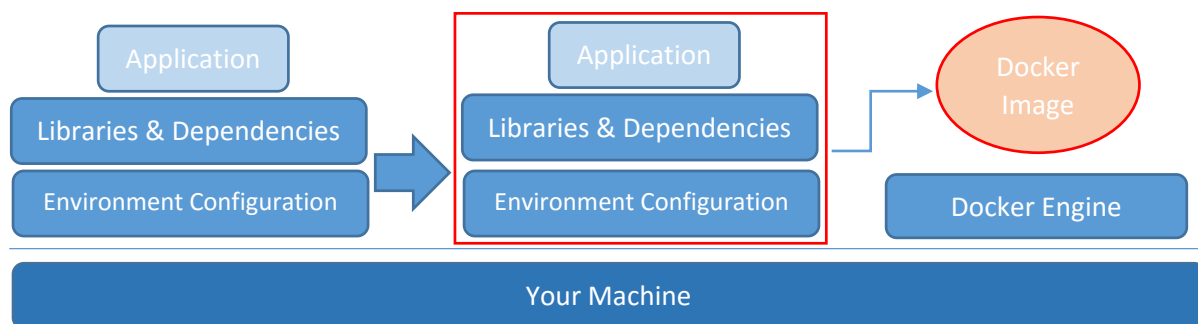 Application
Libraries & Dependencies
Environment Configuration
Application
Libraries & Dependencies
Environment Configuration
Docker
Image
Docker Engine
Your Machine